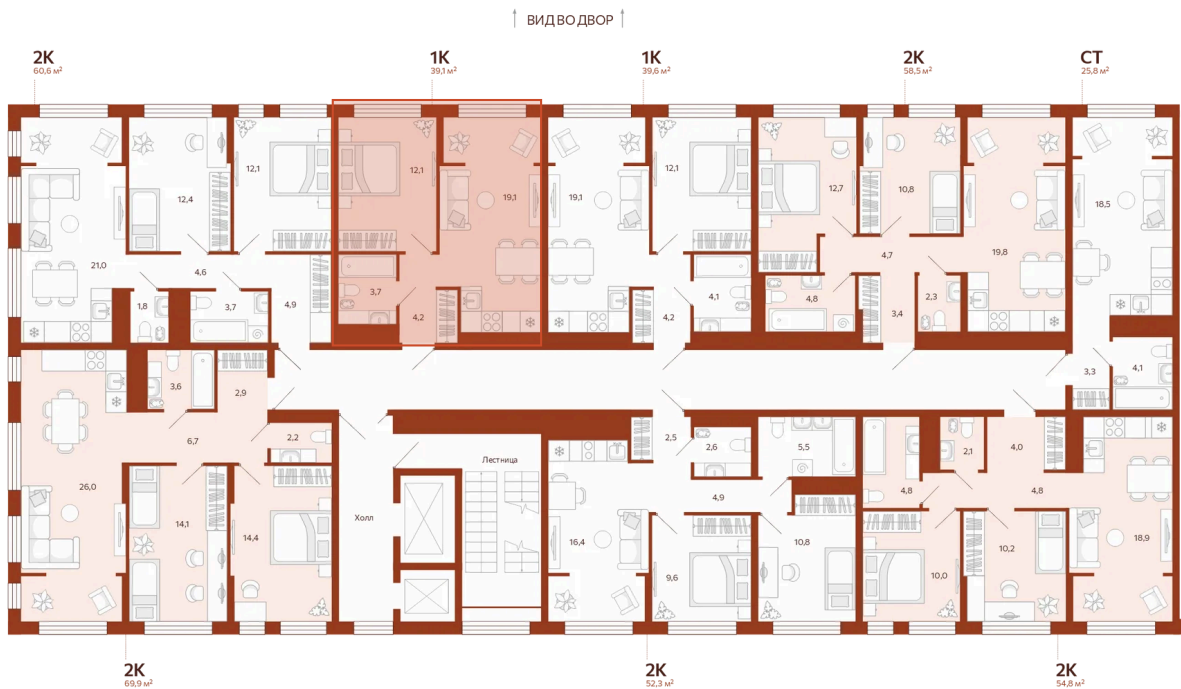 ВИД ВО ДВОР
2К
60,6 м²
1К
39,1 м²
1К
39,6 м²
2К
58,5 м²
СТ
25,8 м²
12,4
12,1
12,1
19,1
19,1
12,1
12,7
10,8
19,8
18,5
21,0
4,6
1,8
3,7
4,9
3,7
4,2
4,2
4,1
4,8
4,7
3,4
2,3
3,3
4,1
3,6
2,9
6,7
2,2
26,0
14,1
14,4
Холл
Лестница
2,5
2,6
5,5
4,9
16,4
9,6
10,8
4,8
2,1
4,0
4,8
10,0
10,2
18,9
2К
69,9 м²
2К
52,3 м²
2К
54,8 м²